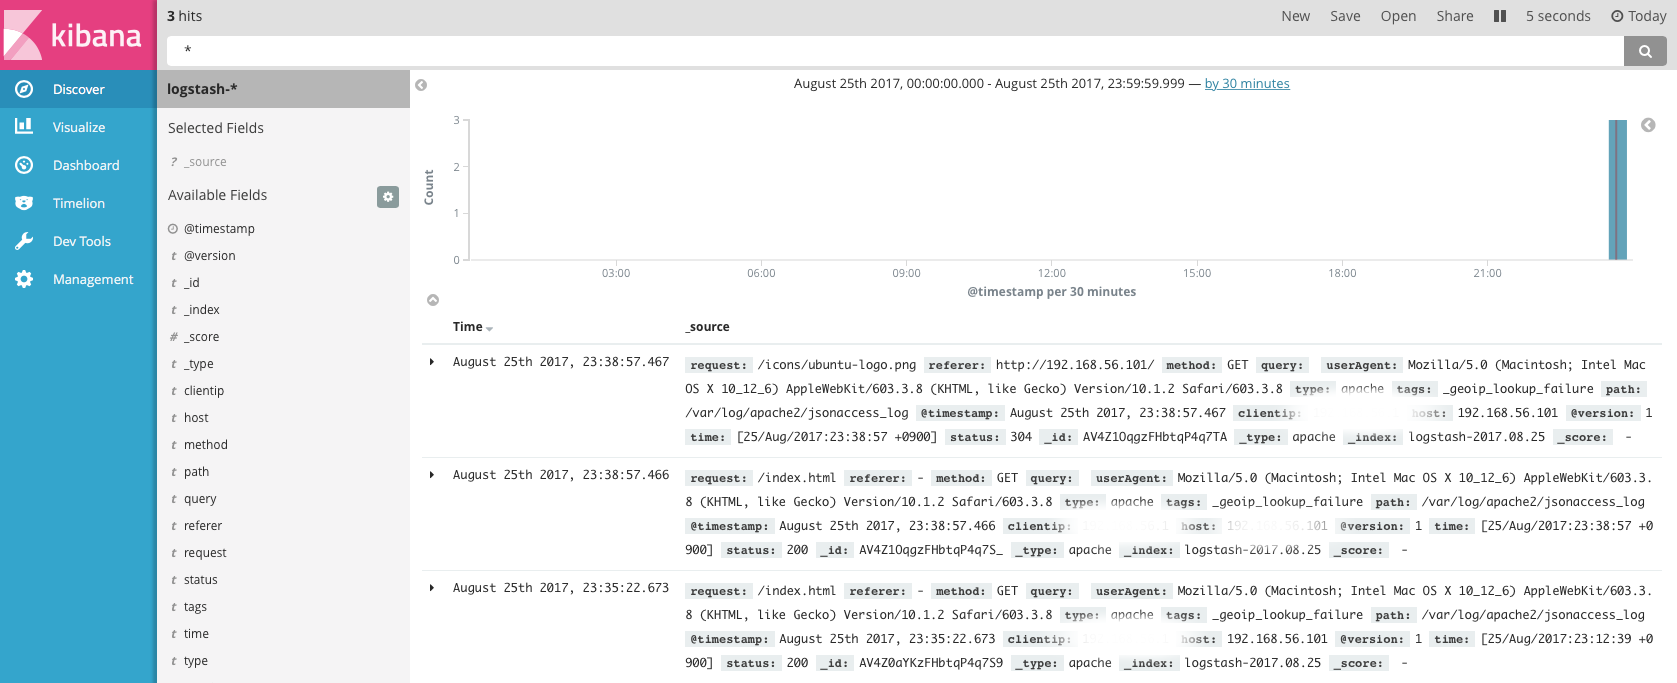 kibana
Discover
Visualize
Dashboard
Timelion
Dev Tools
Management
3 hits
New Save Open Share 5 seconds Today
*
logstash-*
Selected Fields
? _source
Available Fields
@timestamp
t @version
t _id
t _index
# _score
t _type
t clientip
t host
t method
t path
t query
t referer
t request
t status
t tags
t time
t type
August 25th 2017, 00:00:00.000 - August 25th 2017, 23:59:59.999 — by 30 minutes
Count
3
2
1
0
03:00 06:00 09:00 12:00 15:00 18:00 21:00
@timestamp per 30 minutes
Time _source
August 25th 2017, 23:38:57.467 request: /icons/ubuntu-logo.png referer: http://192.168.56.101/ method: GET query: userAgent: Mozilla/5.0 (Macintosh; Intel Mac
OS X 10_12_6) AppleWebKit/603.3.8 (KHTML, like Gecko) Version/10.1.2 Safari/603.3.8 type: apache tags: _geoip_lookup_failure path:
/var/log/apache2/jsonaccess_log @timestamp: August 25th 2017, 23:38:57.467 clientip: host: 192.168.56.101 @version: 1
time: [25/Aug/2017:23:38:57 +0900] status: 304 _id: AV4Z1OqgzFHbtqP4q7TA _type: apache _index: logstash-2017.08.25 _score: -
August 25th 2017, 23:38:57.466 request: /index.html referer: - method: GET query: userAgent: Mozilla/5.0 (Macintosh; Intel Mac OS X 10_12_6) AppleWebKit/603.3.
8 (KHTML, like Gecko) Version/10.1.2 Safari/603.3.8 type: apache tags: _geoip_lookup_failure path: /var/log/apache2/jsonaccess_log
@timestamp: August 25th 2017, 23:38:57.466 clientip: host: 192.168.56.101 @version: 1 time: [25/Aug/2017:23:38:57 +0
900] status: 200 _id: AV4Z1OqgzFHbtqP4q7S_ _type: apache _index: logstash-2017.08.25 _score: -
August 25th 2017, 23:35:22.673 request: /index.html referer: - method: GET query: userAgent: Mozilla/5.0 (Macintosh; Intel Mac OS X 10_12_6) AppleWebKit/603.3.
8 (KHTML, like Gecko) Version/10.1.2 Safari/603.3.8 type: apache tags: _geoip_lookup_failure path: /var/log/apache2/jsonaccess_log
@timestamp: August 25th 2017, 23:35:22.673 clientip: host: 192.168.56.101 @version: 1 time: [25/Aug/2017:23:12:39 +0
900] status: 200 _id: AV4Z0aYKzFHbtqP4q7S9 _type: apache _index: logstash-2017.08.25 _score: -